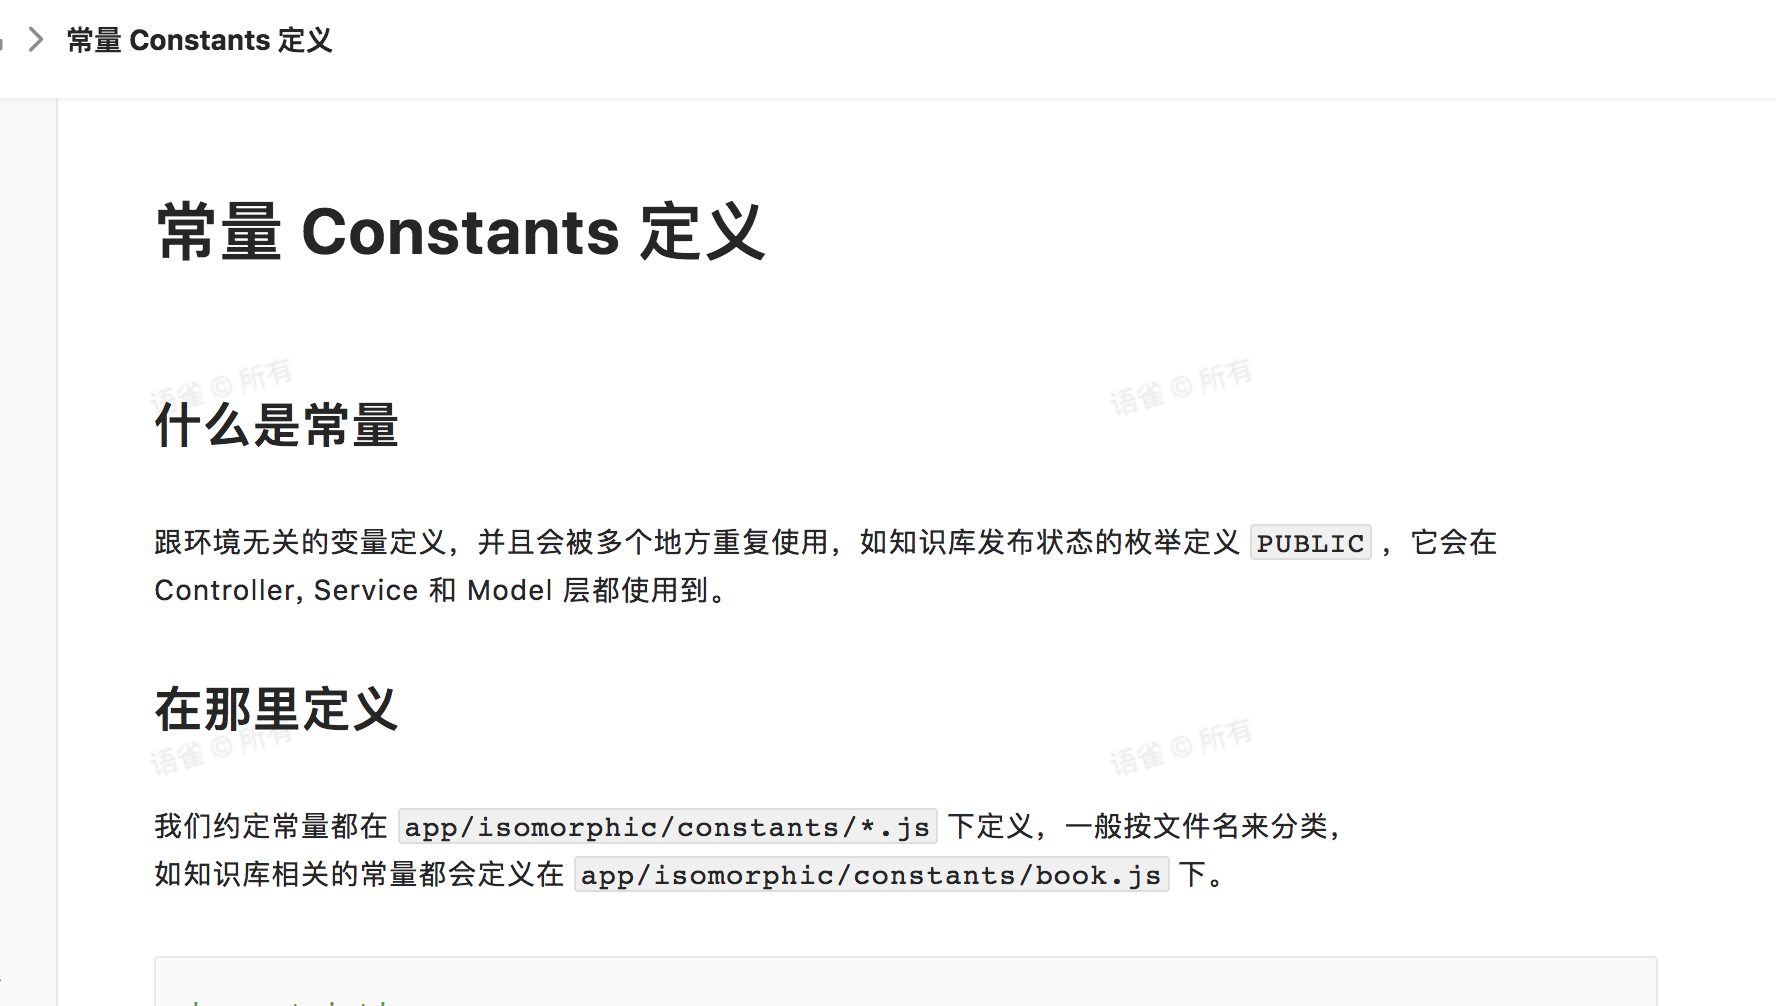 常量 Constants 定义
常量 Constants 定义
语雀 © 所有
语雀 © 所有
什么是常量
跟环境无关的变量定义，并且会被多个地方重复使用，如知识库发布状态的枚举定义 PUBLIC ，它会在
Controller, Service 和 Model 层都使用到。
在那里定义
语雀 © 所有
语雀 © 所有
我们约定常量都在 app/isomorphic/constants/*.js 下定义，一般按文件名来分类，
如知识库相关的常量都会定义在 app/isomorphic/constants/book.js 下。